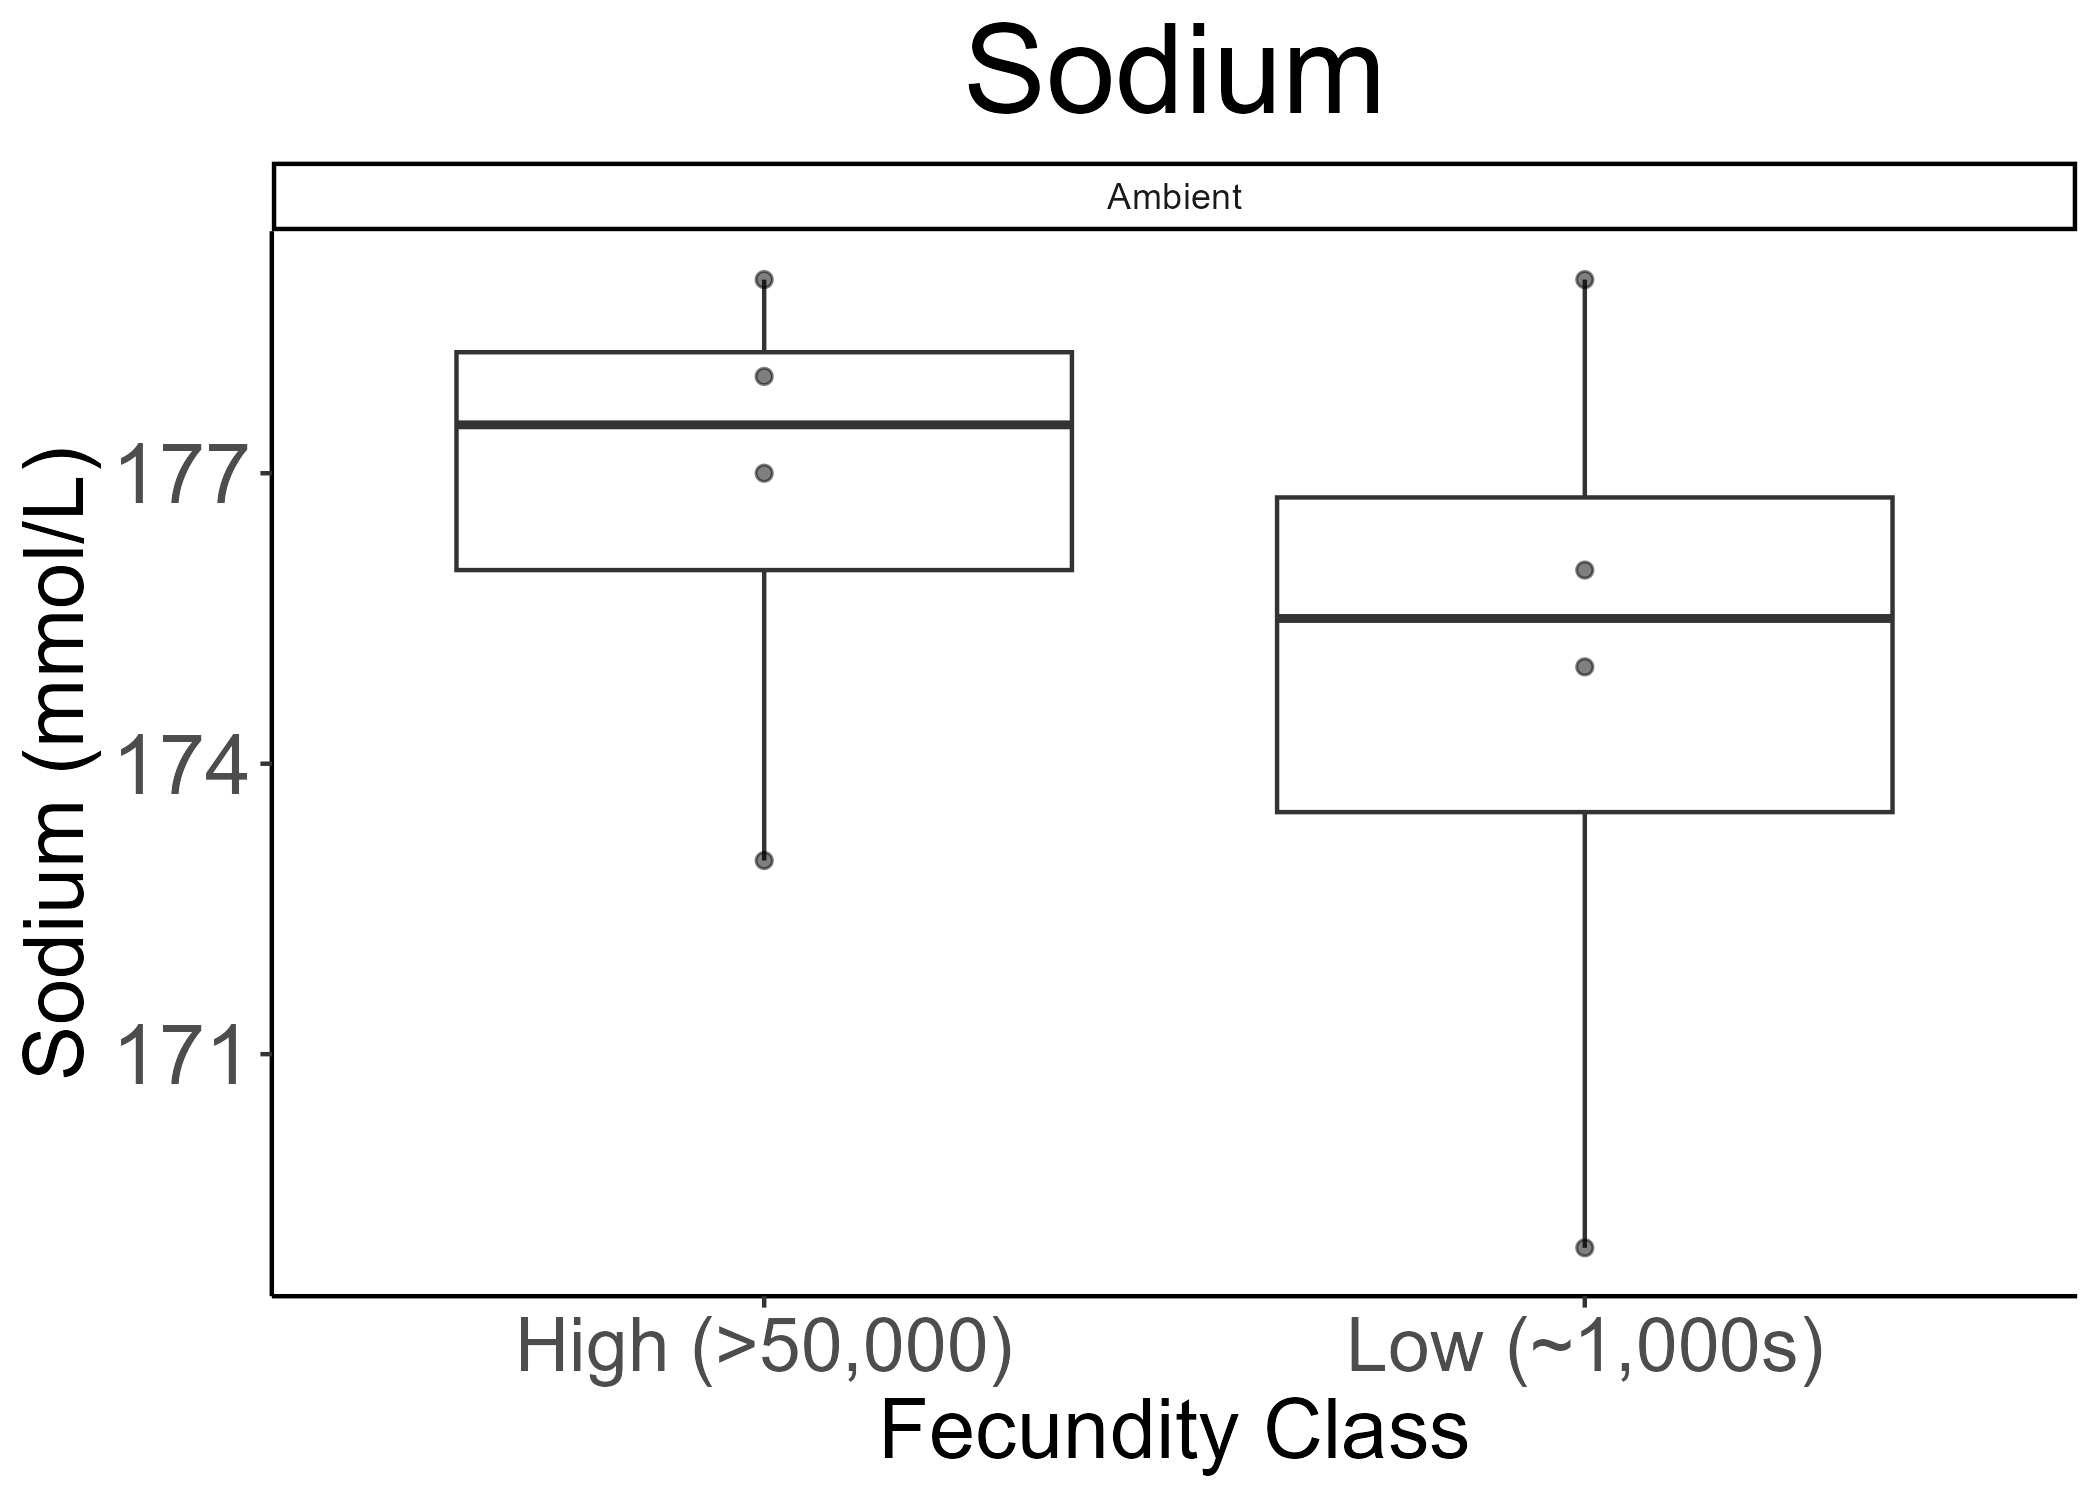 Sodium
Ambient
Sodium (mmol/L)
177
174
171
High (>50,000)
Low (~1,000s)
Fecundity Class